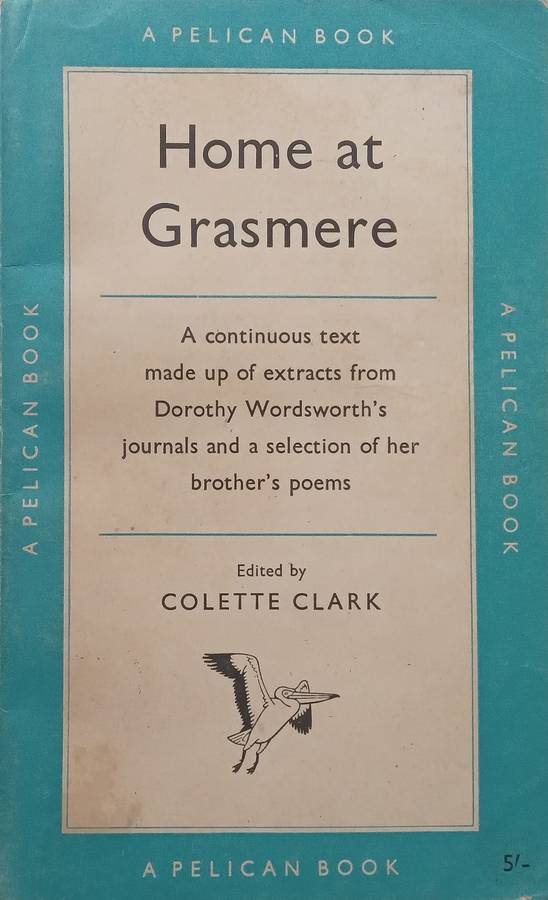 A PELICAN BOOK
Home at
Grasmere
A continuous text
made up of extracts from
Dorothy Wordsworth's
journals and a selection of her
brother's poems
Edited by
COLETTE CLARK
A PELICAN BOOK
A PELICAN BOOK
A PELICAN BOOK
5/-